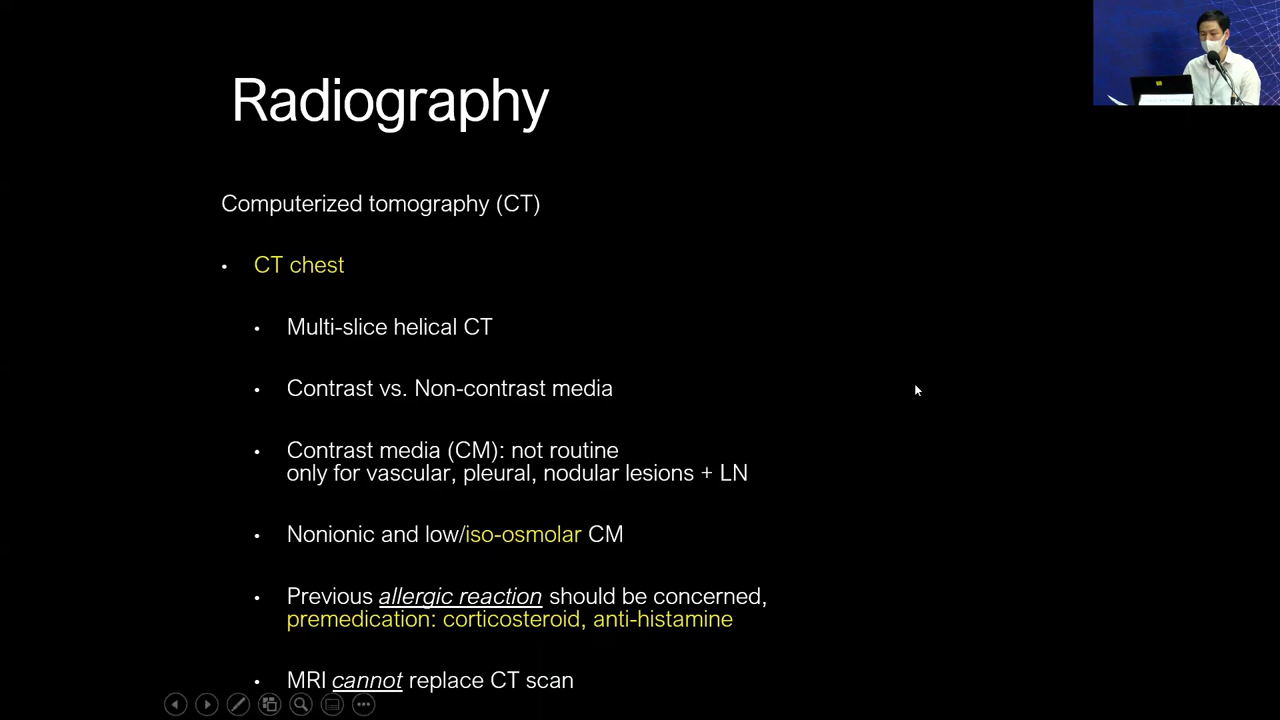 Radiography
Computerized tomography (CT)
• CT chest
• Multi-slice helical CT
• Contrast vs. Non-contrast media
• Contrast media (CM): not routine
only for vascular, pleural, nodular lesions + LN
• Nonionic and low/iso-osmolar CM
• Previous allergic reaction should be concerned,
premedication: corticosteroid, anti-histamine
• MRI cannot replace CT scan